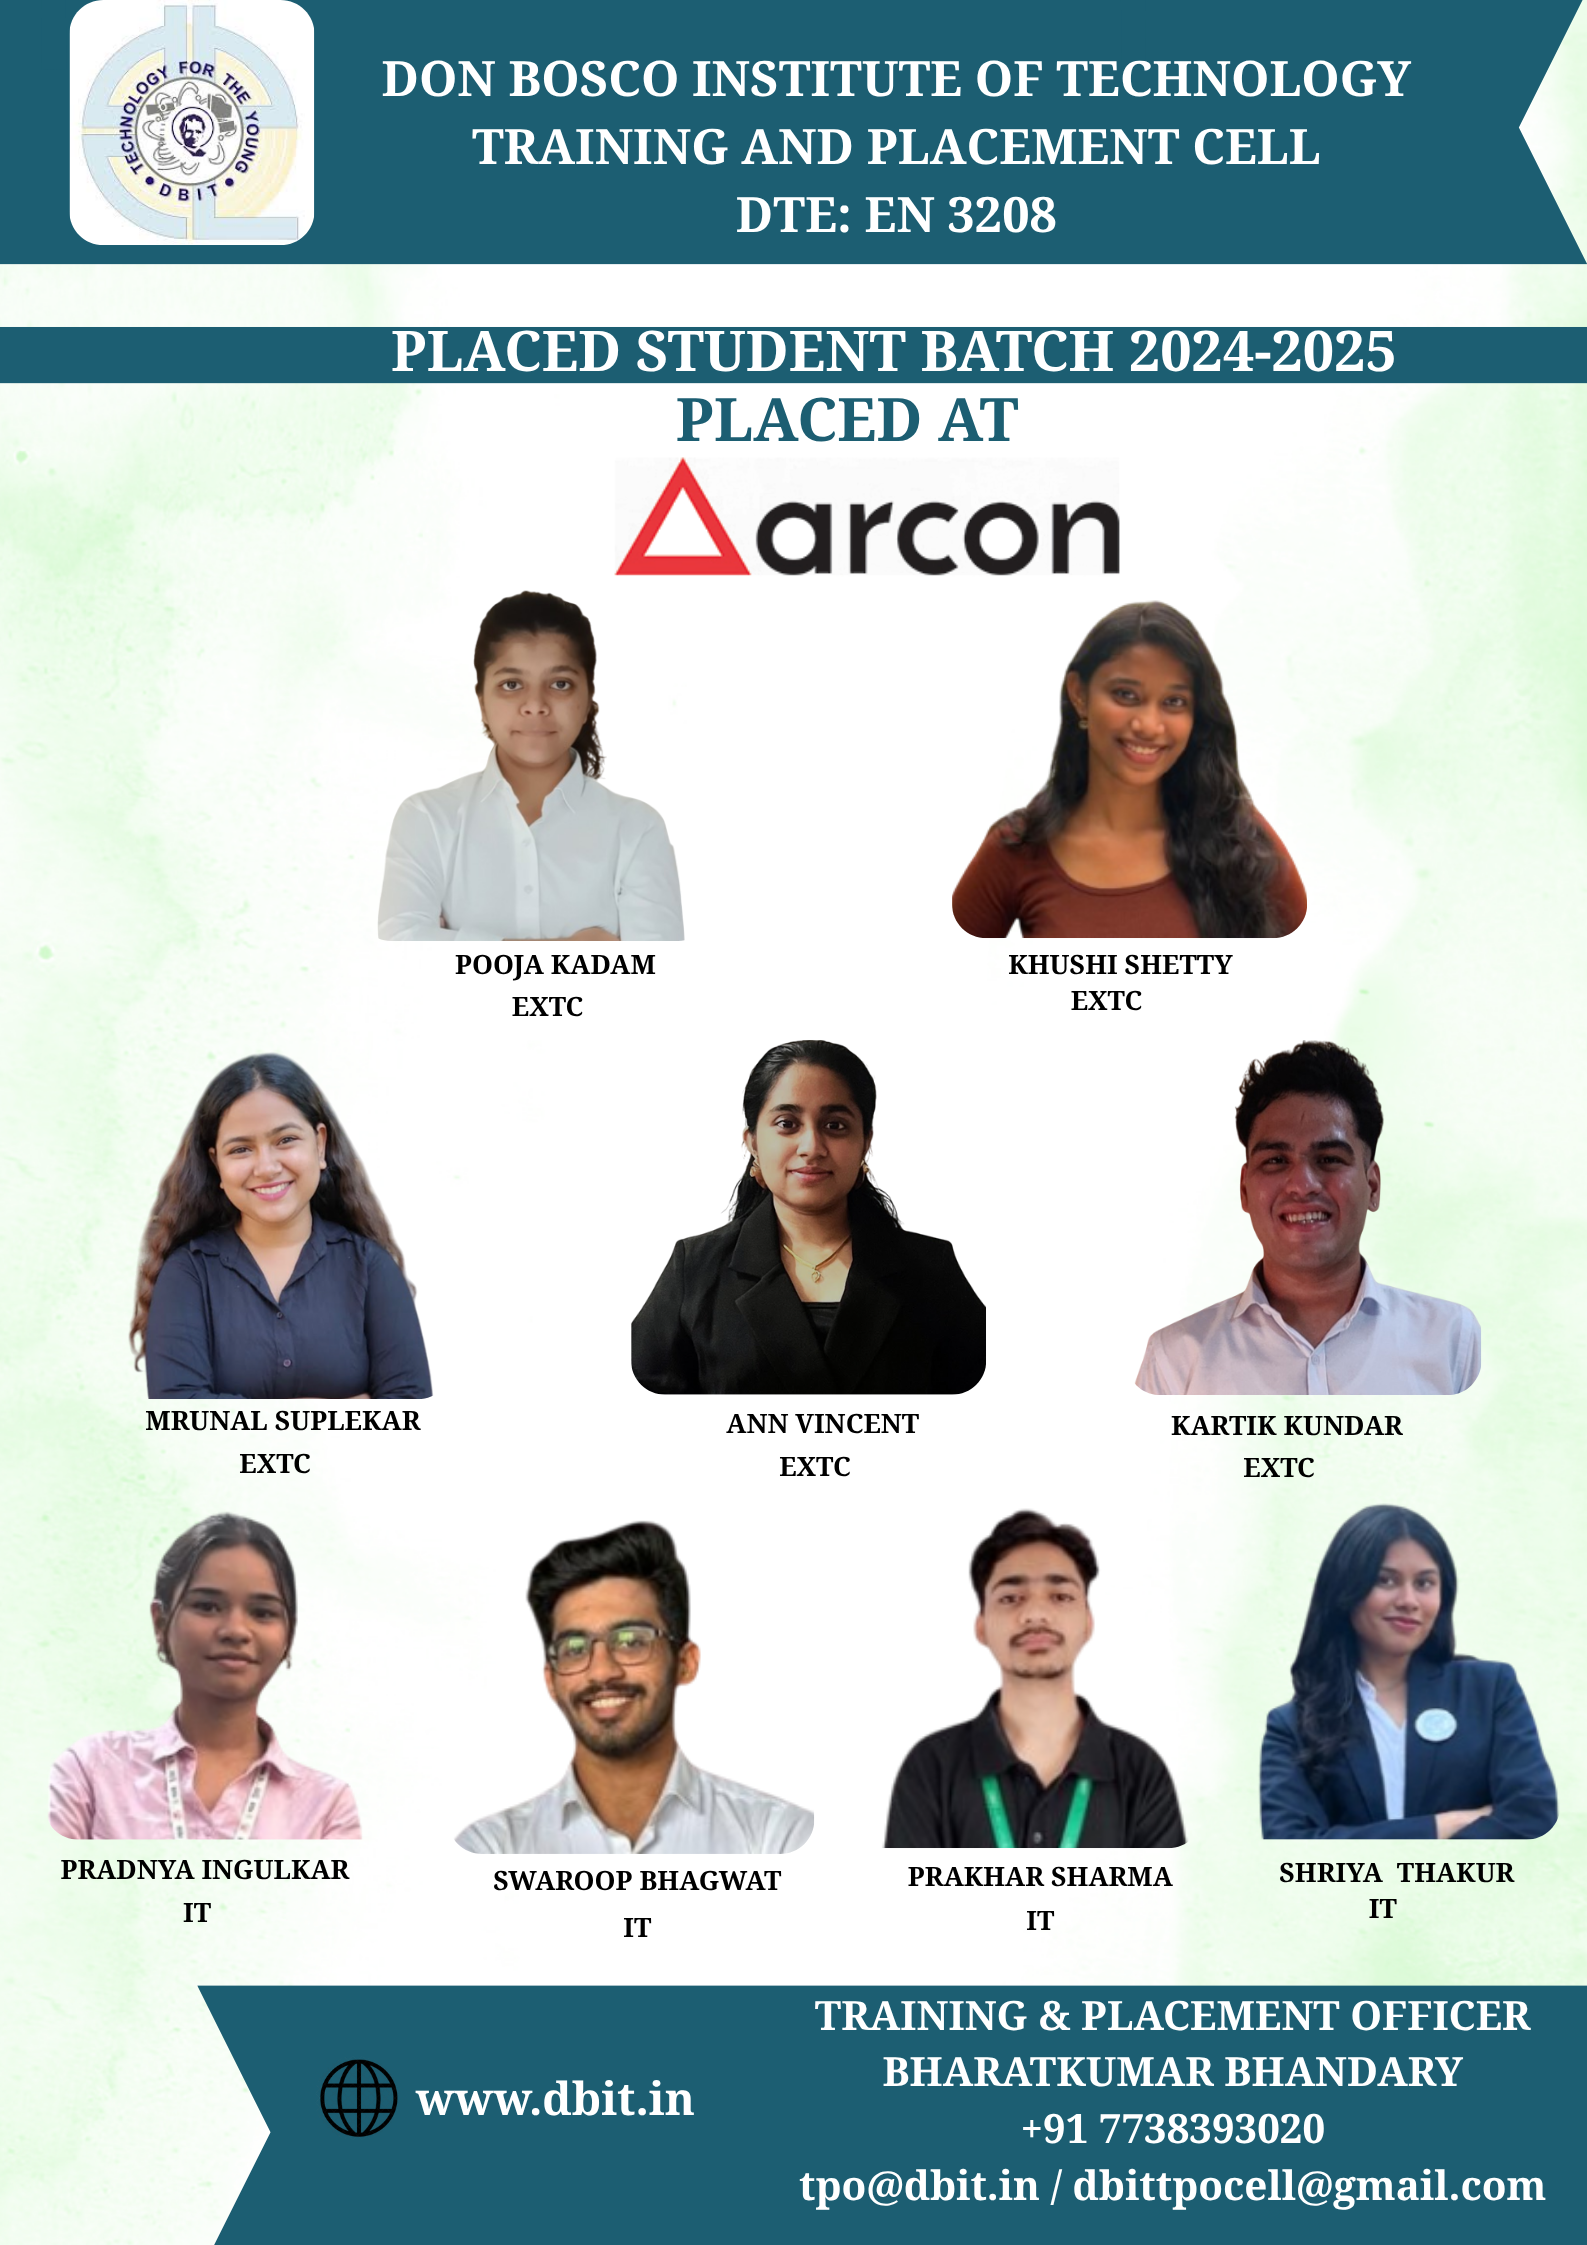 TECHNOLOGY FOR THE YOUNG
DBIT
DON BOSCO INSTITUTE OF TECHNOLOGY
TRAINING AND PLACEMENT CELL
DTE: EN 3208
PLACED STUDENT BATCH 2024-2025
PLACED AT
arcon
POOJA KADAM
EXTC
KHUSHI SHETTY
EXTC
MRUNAL SUPLEKAR
EXTC
ANN VINCENT
EXTC
KARTIK KUNDAR
EXTC
PRADNYA INGULKAR
IT
SWAROOP BHAGWAT
IT
PRAKHAR SHARMA
IT
SHRIYA  THAKUR
IT
www.dbit.in
TRAINING & PLACEMENT OFFICER
BHARATKUMAR BHANDARY
+91 7738393020
tpo@dbit.in / dbittpocell@gmail.com